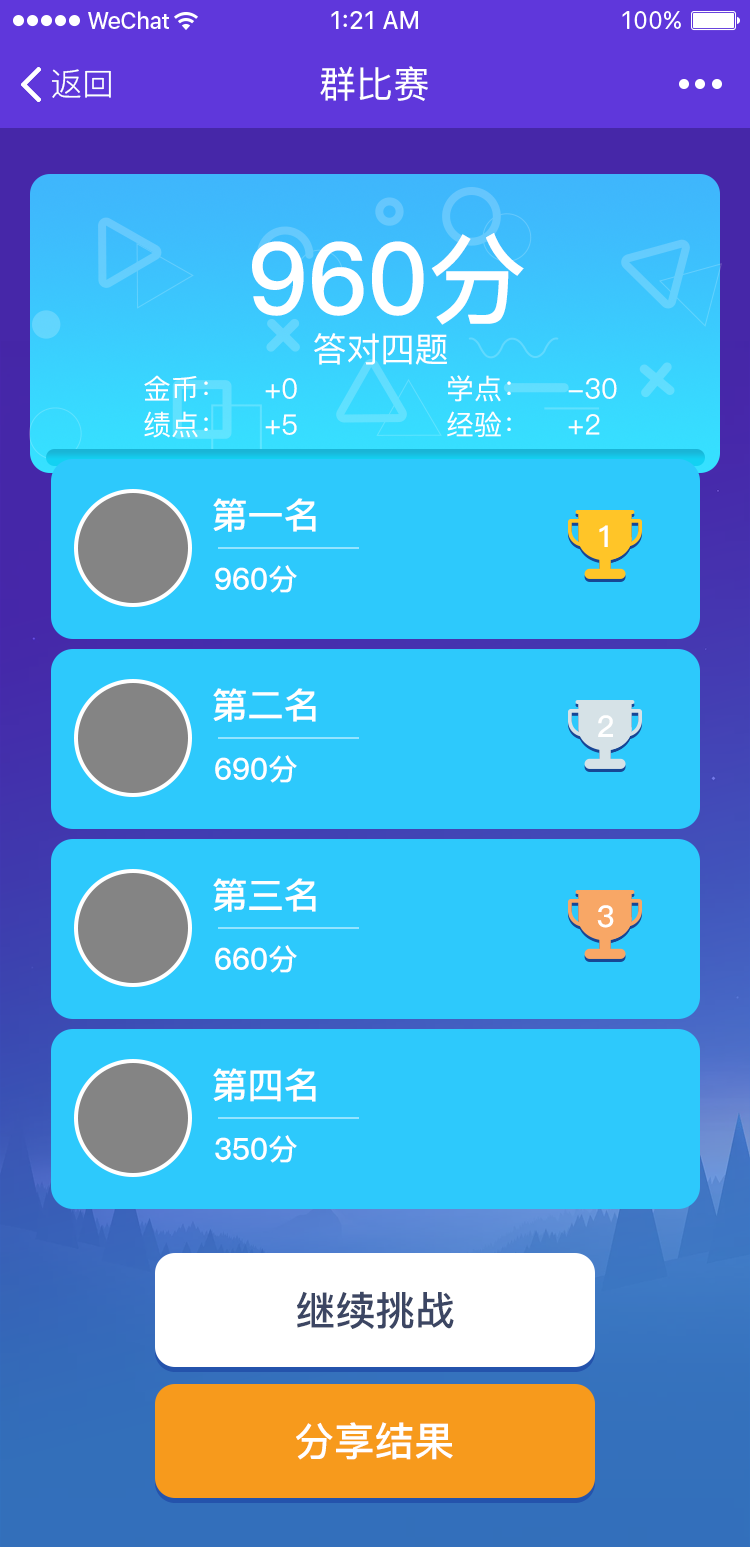 WeChat 1:21 AM 100%
返回 群比赛
960分
答对四题
金币： +0 学点： -30
绩点： +5 经验： +2
第一名
960分
1
第二名
690分
2
第三名
660分
3
第四名
350分
继续挑战
分享结果